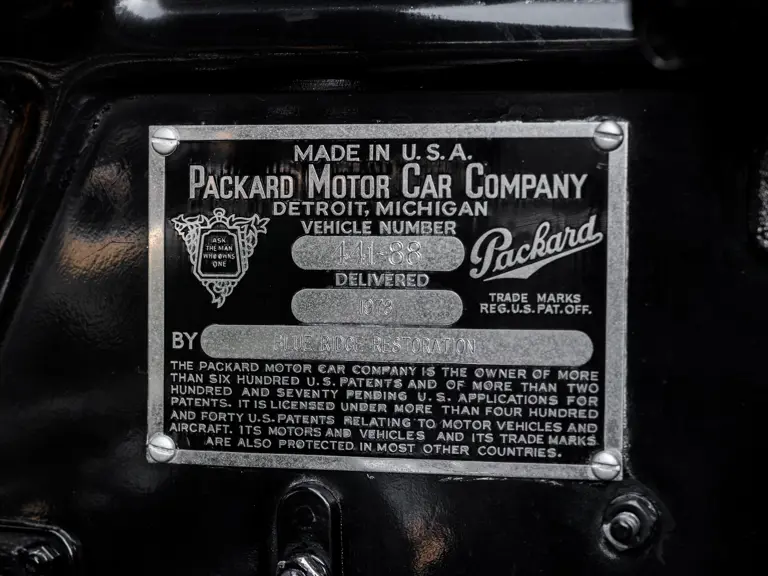 MADE IN U.S.A.
PACKARD MOTOR CAR COMPANY
DETROIT, MICHIGAN
VEHICLE NUMBER
441-88
ASK
THE MAN
WHO OWNS
ONE
Packard
DELIVERED
1979
TRADE MARKS
REG.U.S.PAT.OFF.
BY BLUE RIDGE RESTORATION
THE PACKARD MOTOR CAR COMPANY IS THE OWNER OF MORE
THAN SIX HUNDRED U.S. PATENTS AND OF MORE THAN TWO
HUNDRED AND SEVENTY PENDING U.S. APPLICATIONS FOR
PATENTS. IT IS LICENSED UNDER MORE THAN FOUR HUNDRED
AND FORTY U.S. PATENTS RELATING TO MOTOR VEHICLES AND
AIRCRAFT. ITS MOTORS AND VEHICLES AND ITS TRADE MARKS
ARE ALSO PROTECTED IN MOST OTHER COUNTRIES.